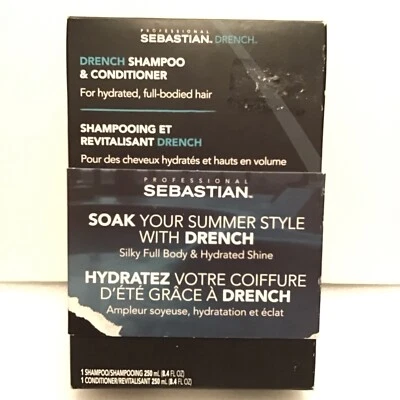 PROFESSIONAL
SEBASTIAN™ DRENCH™
DRENCH SHAMPOO
& CONDITIONER
For hydrated, full-bodied hair
SHAMPOOING ET
REVITALISANT DRENCH
Pour des cheveux hydratés et hauts en volume
PROFESSIONAL
SEBASTIAN™
SOAK YOUR SUMMER STYLE
WITH DRENCH
Silky Full Body & Hydrated Shine
HYDRATEZ VOTRE COIFFURE
D'ÉTÉ GRÂCE À DRENCH
Ampleur soyeuse, hydratation et éclat
1 SHAMPOO/SHAMPOOING 250 mL (8.4 FL OZ)
1 CONDITIONER/REVITALISANT 250 mL (8.4 FL OZ)